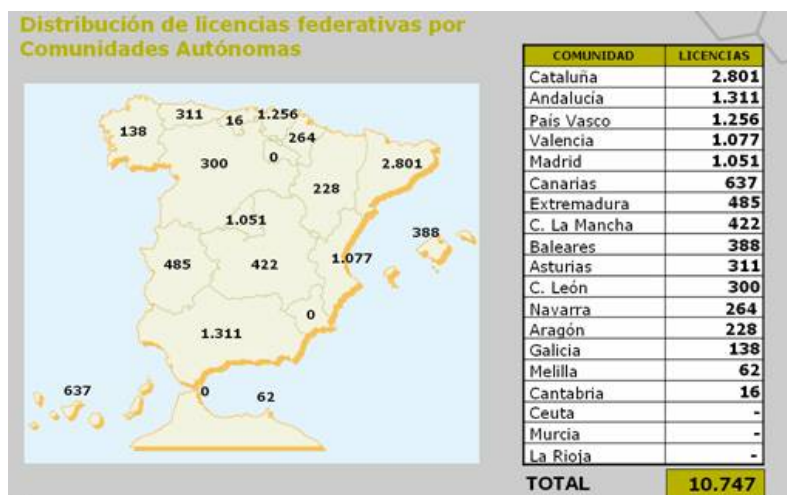 Distribución de licencias federativas por
Comunidades Autónomas
311
16
1.256
138
264
300
0
2.801
228
1.051
388
485
422
1.077
0
1.311
637
0
62
COMUNIDAD LICENCIAS
Cataluña 2.801
Andalucía 1.311
País Vasco 1.256
Valencia 1.077
Madrid 1.051
Canarias 637
Extremadura 485
C. La Mancha 422
Baleares 388
Asturias 311
C. León 300
Navarra 264
Aragón 228
Galicia 138
Melilla 62
Cantabria 16
Ceuta -
Murcia -
La Rioja -
TOTAL 10.747